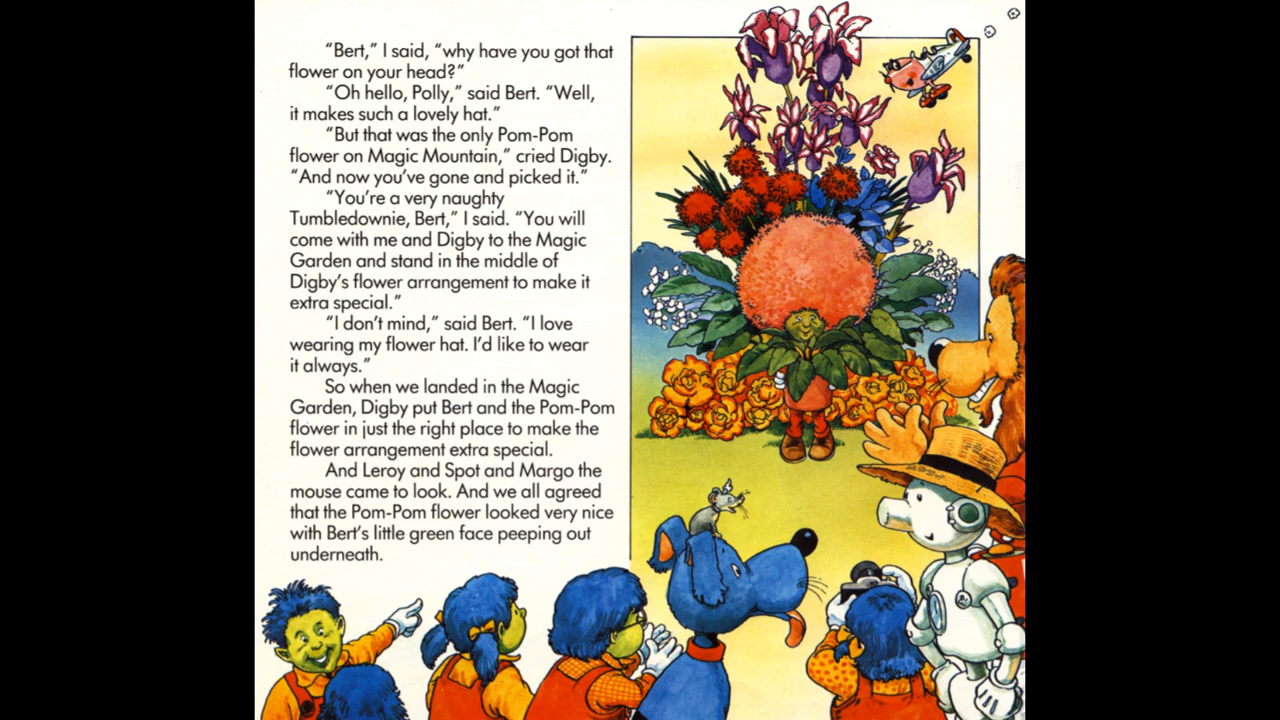 “Bert,” I said, “why have you got that
flower on your head?”
“Oh hello, Polly,” said Bert. “Well,
it makes such a lovely hat.”
“But that was the only Pom-Pom
flower on Magic Mountain,” cried Digby.
“And now you’ve gone and picked it.”
“You’re a very naughty
Tumbledownie, Bert,” I said. “You will
come with me and Digby to the Magic
Garden and stand in the middle of
Digby’s flower arrangement to make it
extra special.”
“I don’t mind,” said Bert. “I love
wearing my flower hat. I’d like to wear
it always.”
So when we landed in the Magic
Garden, Digby put Bert and the Pom-Pom
flower in just the right place to make the
flower arrangement extra special.
And Leroy and Spot and Margo the
mouse came to look. And we all agreed
that the Pom-Pom flower looked very nice
with Bert’s little green face peeping out
underneath.